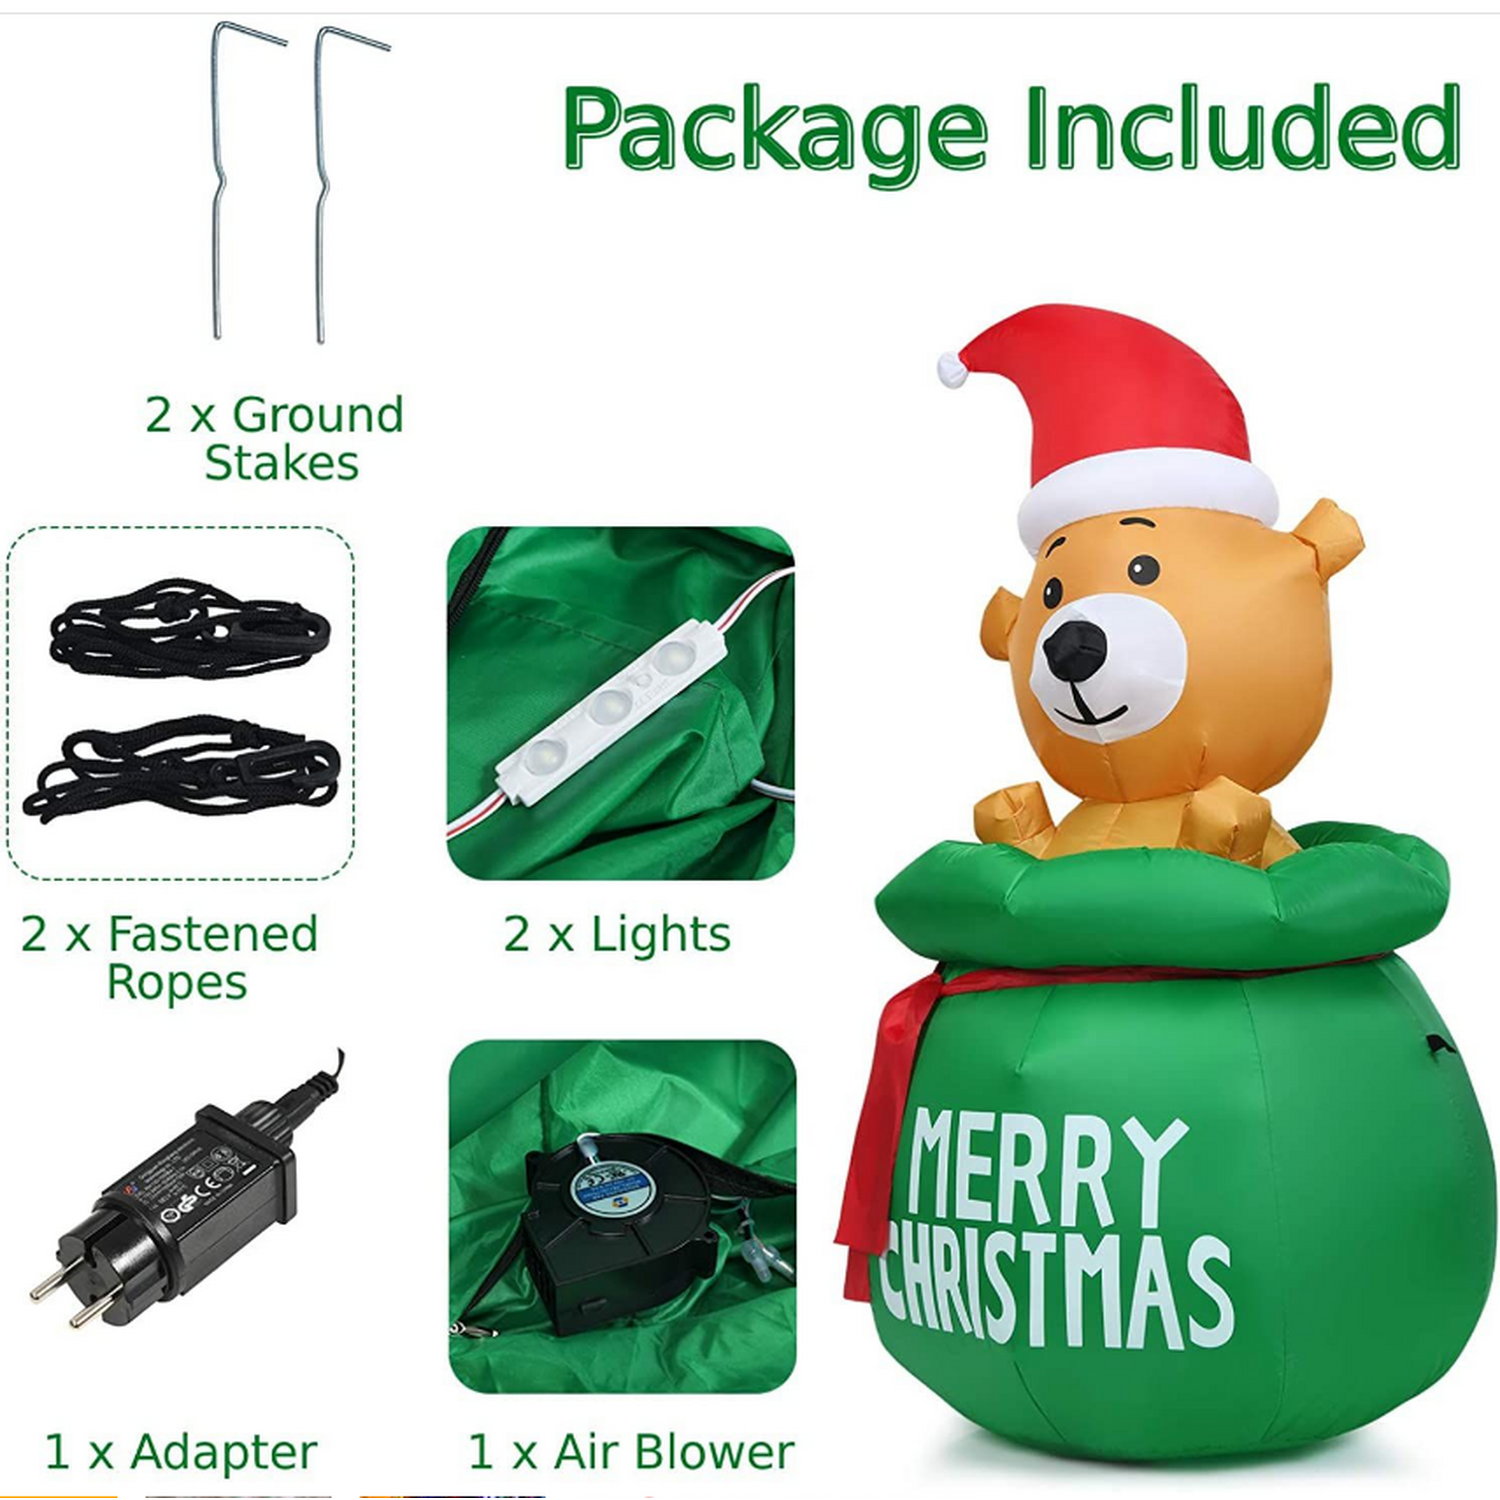 Package Included
2 x Ground
Stakes
2 x Fastened
Ropes
2 x Lights
MERRY
CHRISTMAS
1 x Adapter
1 x Air Blower